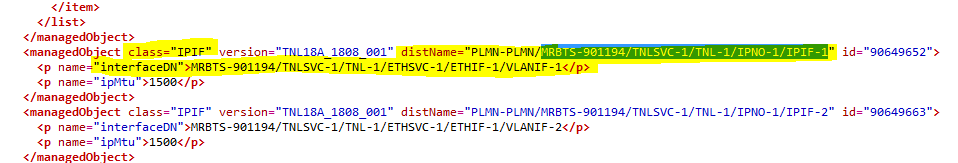 </item>
</list>
</managedObject>
<managedObject class="IPIF" version="TNL18A_1808_001" distName="PLMN-PLMN/MRBTS-901194/TNLSVC-1/TNL-1/IPNO-1/IPIF-1" id="90649652">
<p name="interfaceDN">MRBTS-901194/TNLSVC-1/TNL-1/ETHSVC-1/ETHIF-1/VLANIF-1</p>
<p name="ipMtu">1500</p>
</managedObject>
<managedObject class="IPIF" version="TNL18A_1808_001" distName="PLMN-PLMN/MRBTS-901194/TNLSVC-1/TNL-1/IPNO-1/IPIF-2" id="90649663">
<p name="interfaceDN">MRBTS-901194/TNLSVC-1/TNL-1/ETHSVC-1/ETHIF-1/VLANIF-2</p>
<p name="ipMtu">1500</p>
</managedObject>